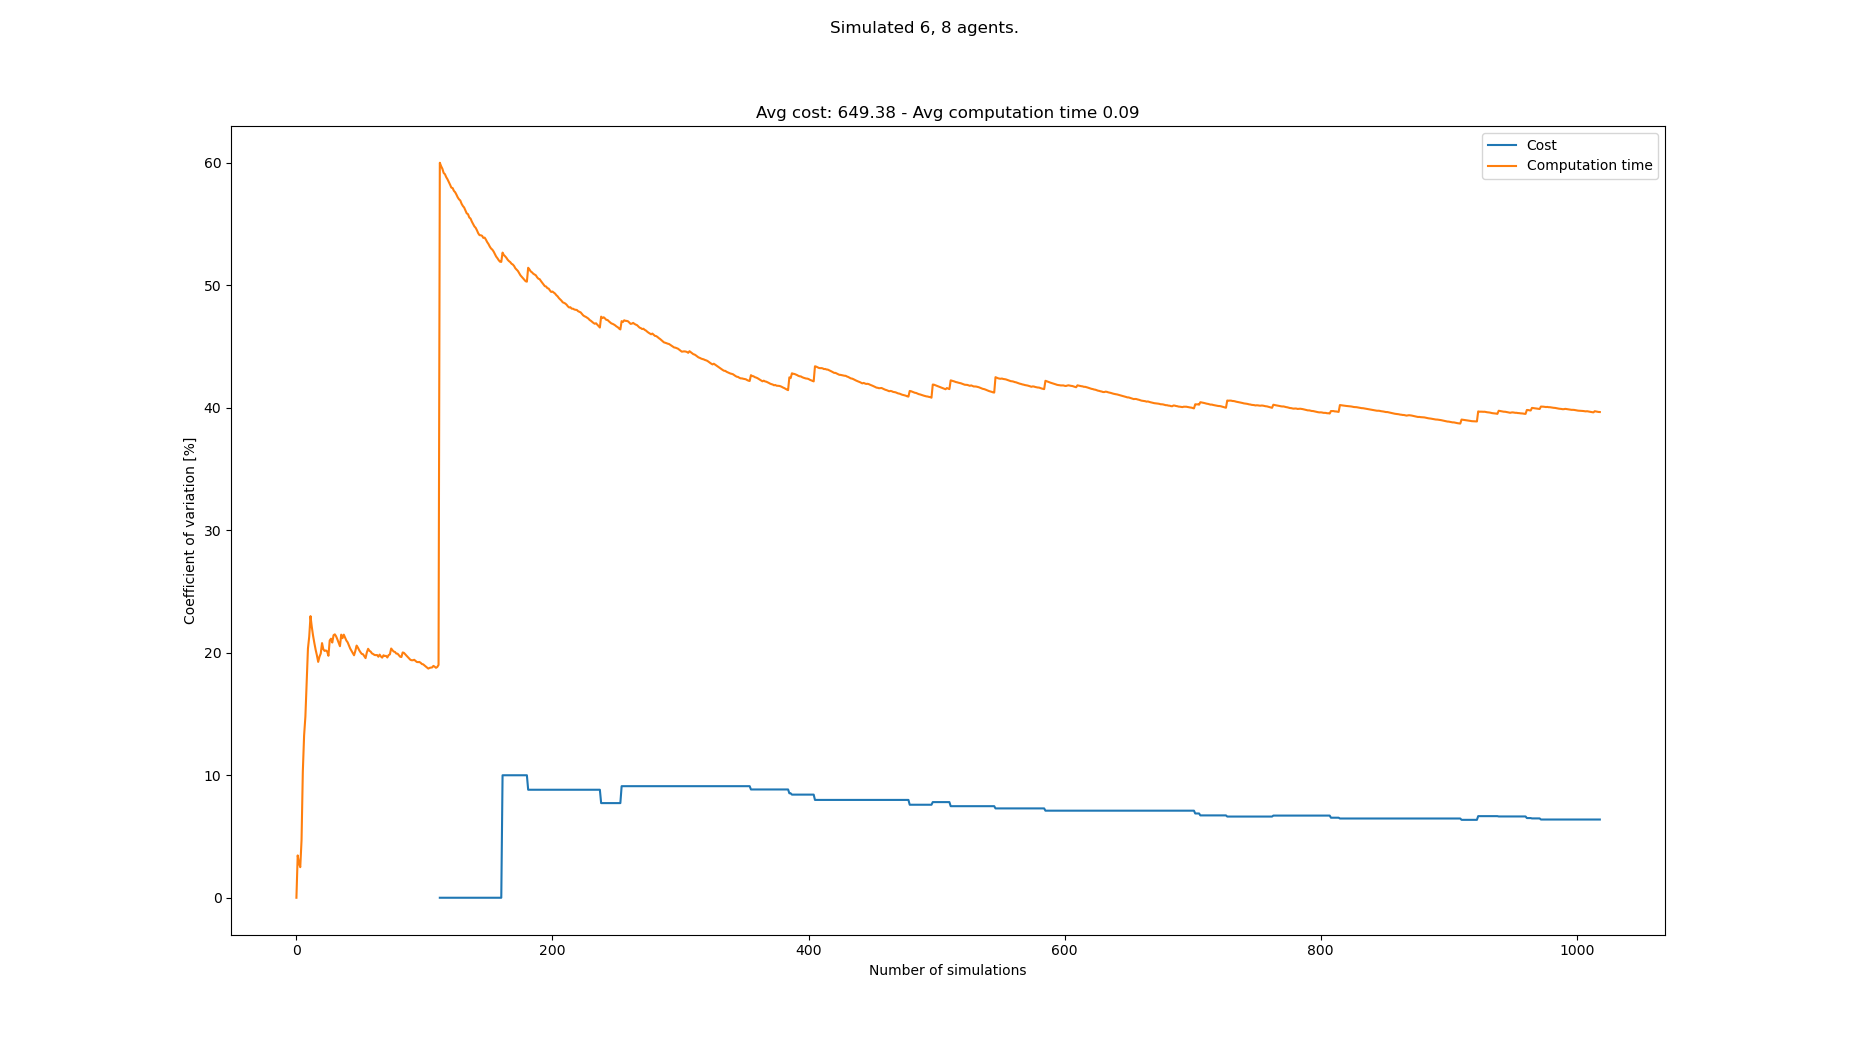 Simulated 6, 8 agents.
Avg cost: 649.38 - Avg computation time 0.09
Cost
Computation time
60
50
40
30
20
10
0
Coefficient of variation [%]
0 200 400 600 800 1000
Number of simulations